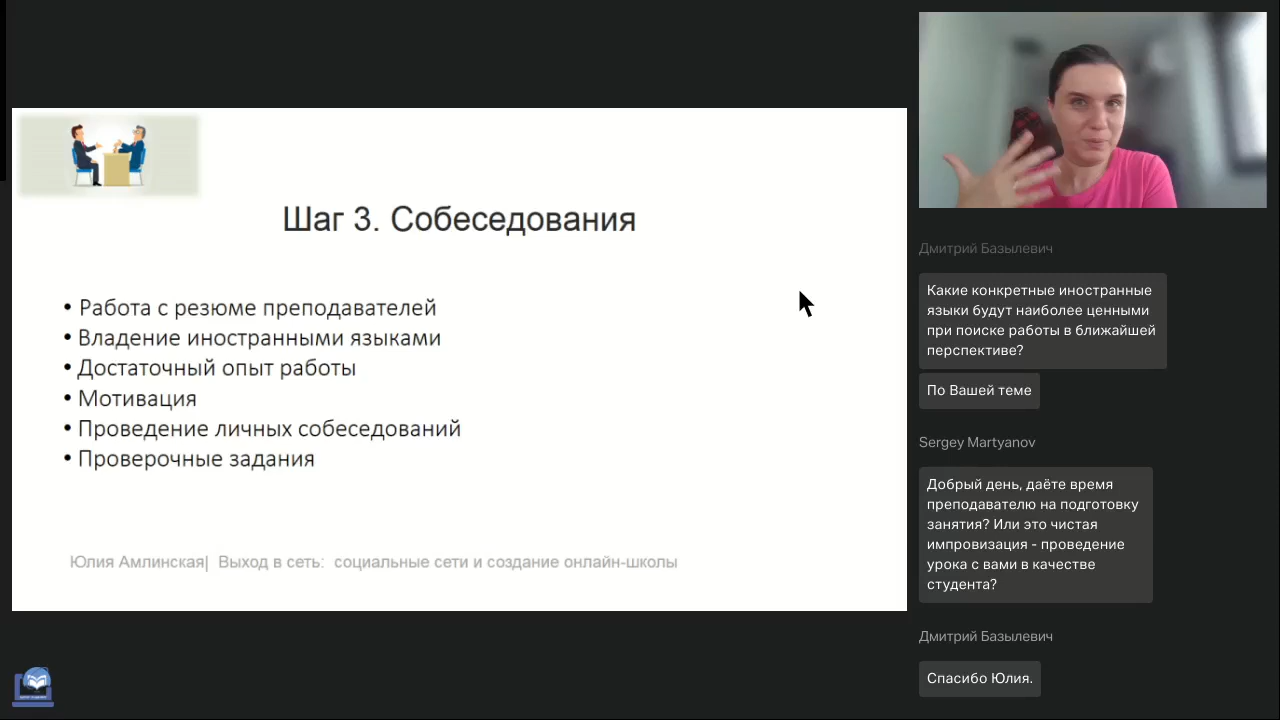 Шаг 3. Собеседования
• Работа с резюме преподавателей
• Владение иностранными языками
• Достаточный опыт работы
• Мотивация
• Проведение личных собеседований
• Проверочные задания
Юлия Амлинская| Выход в сеть: социальные сети и создание онлайн-школы
Дмитрий Базылевич
Какие конкретные иностранные
языки будут наиболее ценными
при поиске работы в ближайшей
перспективе?
По Вашей теме
Sergey Martyanov
Добрый день, даёте время
преподавателю на подготовку
занятия? Или это чистая
импровизация - проведение
урока с вами в качестве
студента?
Дмитрий Базылевич
Спасибо Юлия.